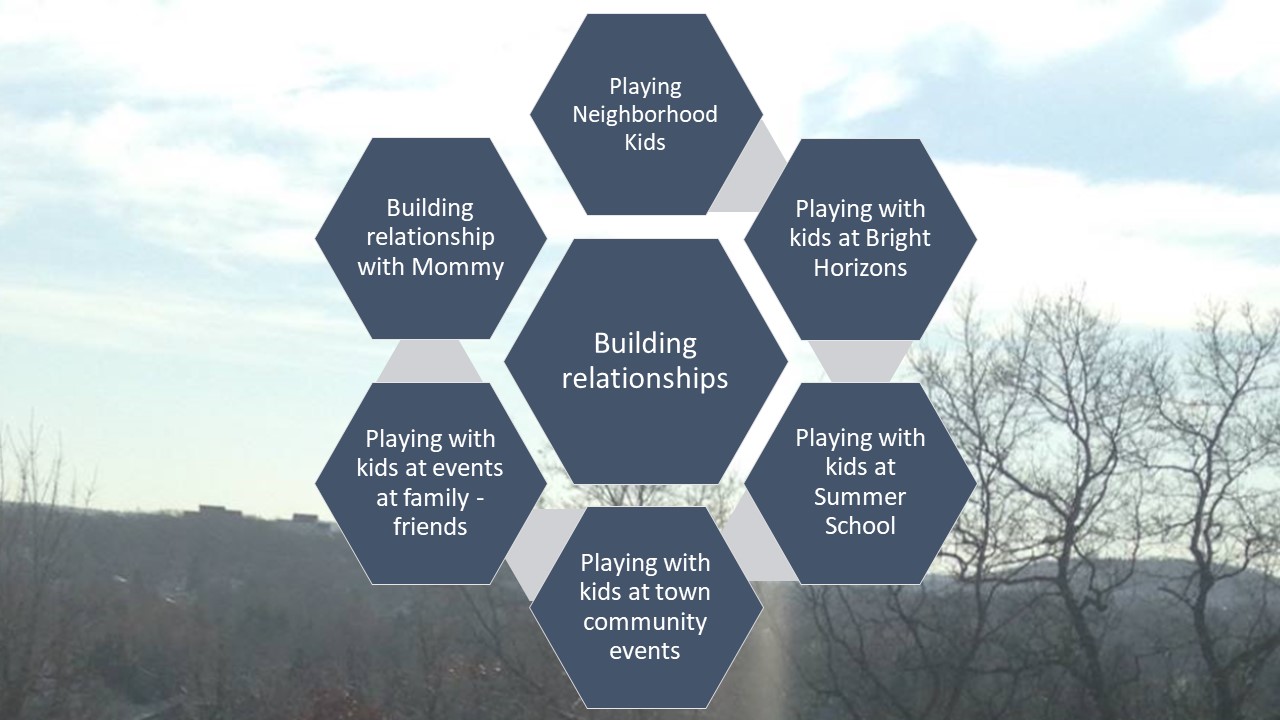 Playing
Neighborhood
Kids
Playing with
kids at Bright
Horizons
Playing with
kids at
Summer
School
Playing with
kids at town
community
events
Playing with
kids at events
at family -
friends
Building
relationship
with Mommy
Building
relationships